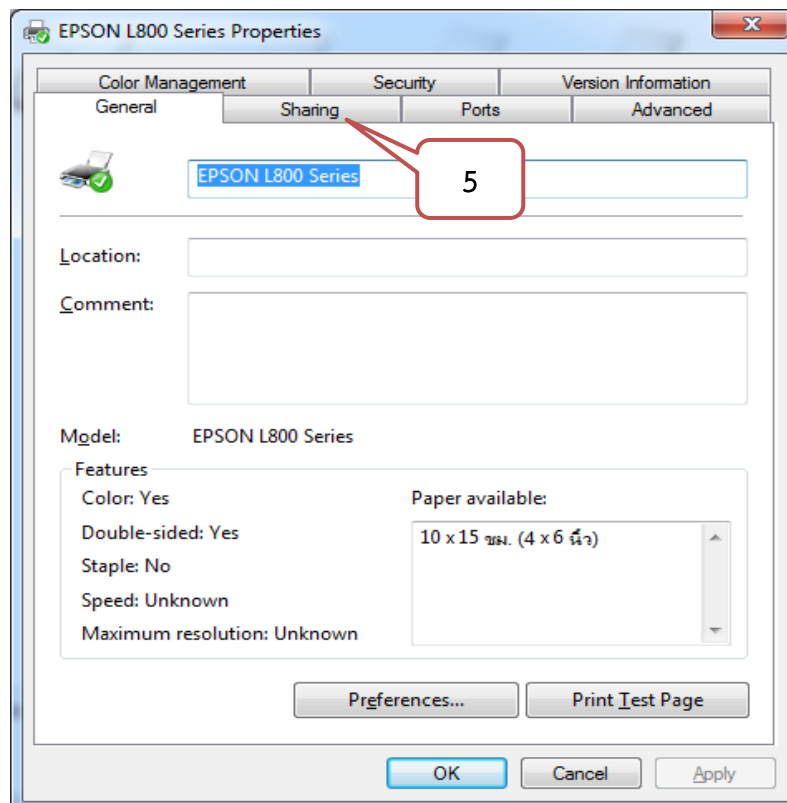 EPSON L800 Series Properties
Color Management Security Version Information
General Sharing Ports Advanced
EPSON L800 Series
5
Location:
Comment:
Model: EPSON L800 Series
Features
Color: Yes
Paper available:
Double-sided: Yes
10 x 15 ซม. (4 x 6 นิ้ว)
Staple: No
Speed: Unknown
Maximum resolution: Unknown
Preferences...
Print Test Page
OK
Cancel
Apply